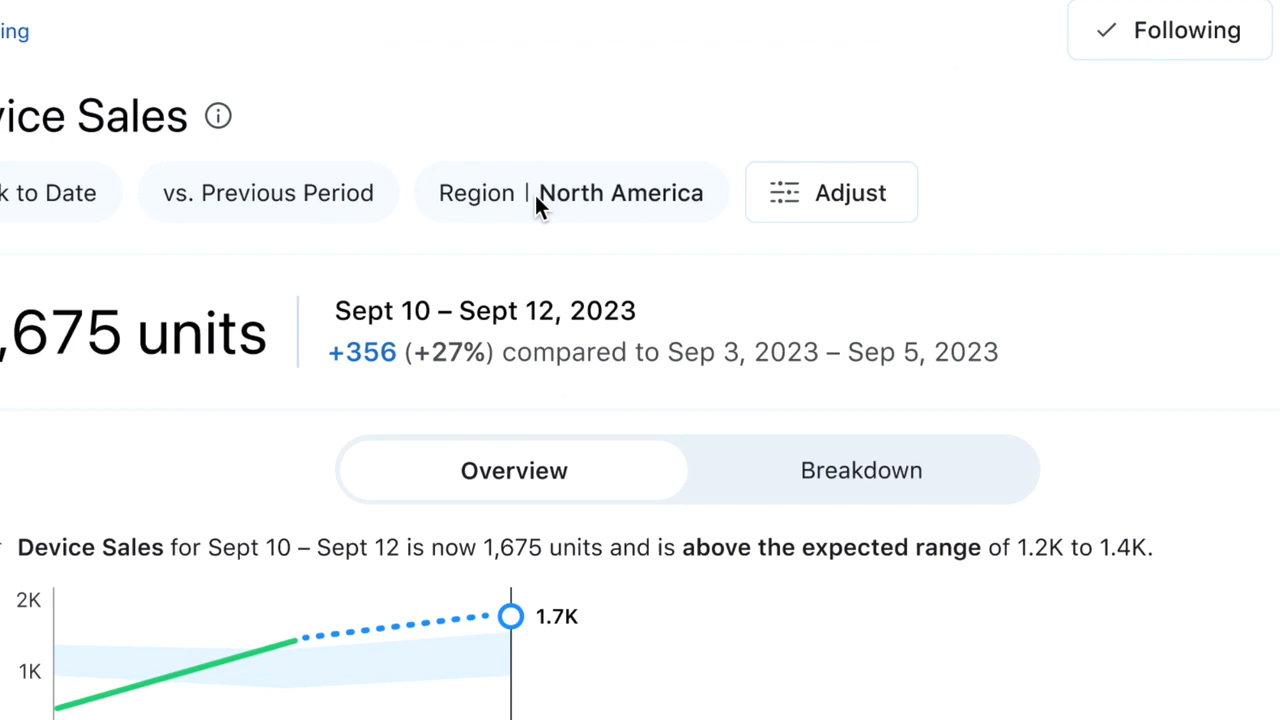 ing
Following
vice Sales
k to Date
vs. Previous Period
Region | North America
Adjust
,675 units
Sept 10 – Sept 12, 2023
+356 (+27%) compared to Sep 3, 2023 – Sep 5, 2023
Overview
Breakdown
Device Sales for Sept 10 – Sept 12 is now 1,675 units and is above the expected range of 1.2K to 1.4K.
2K
1.7K
1K